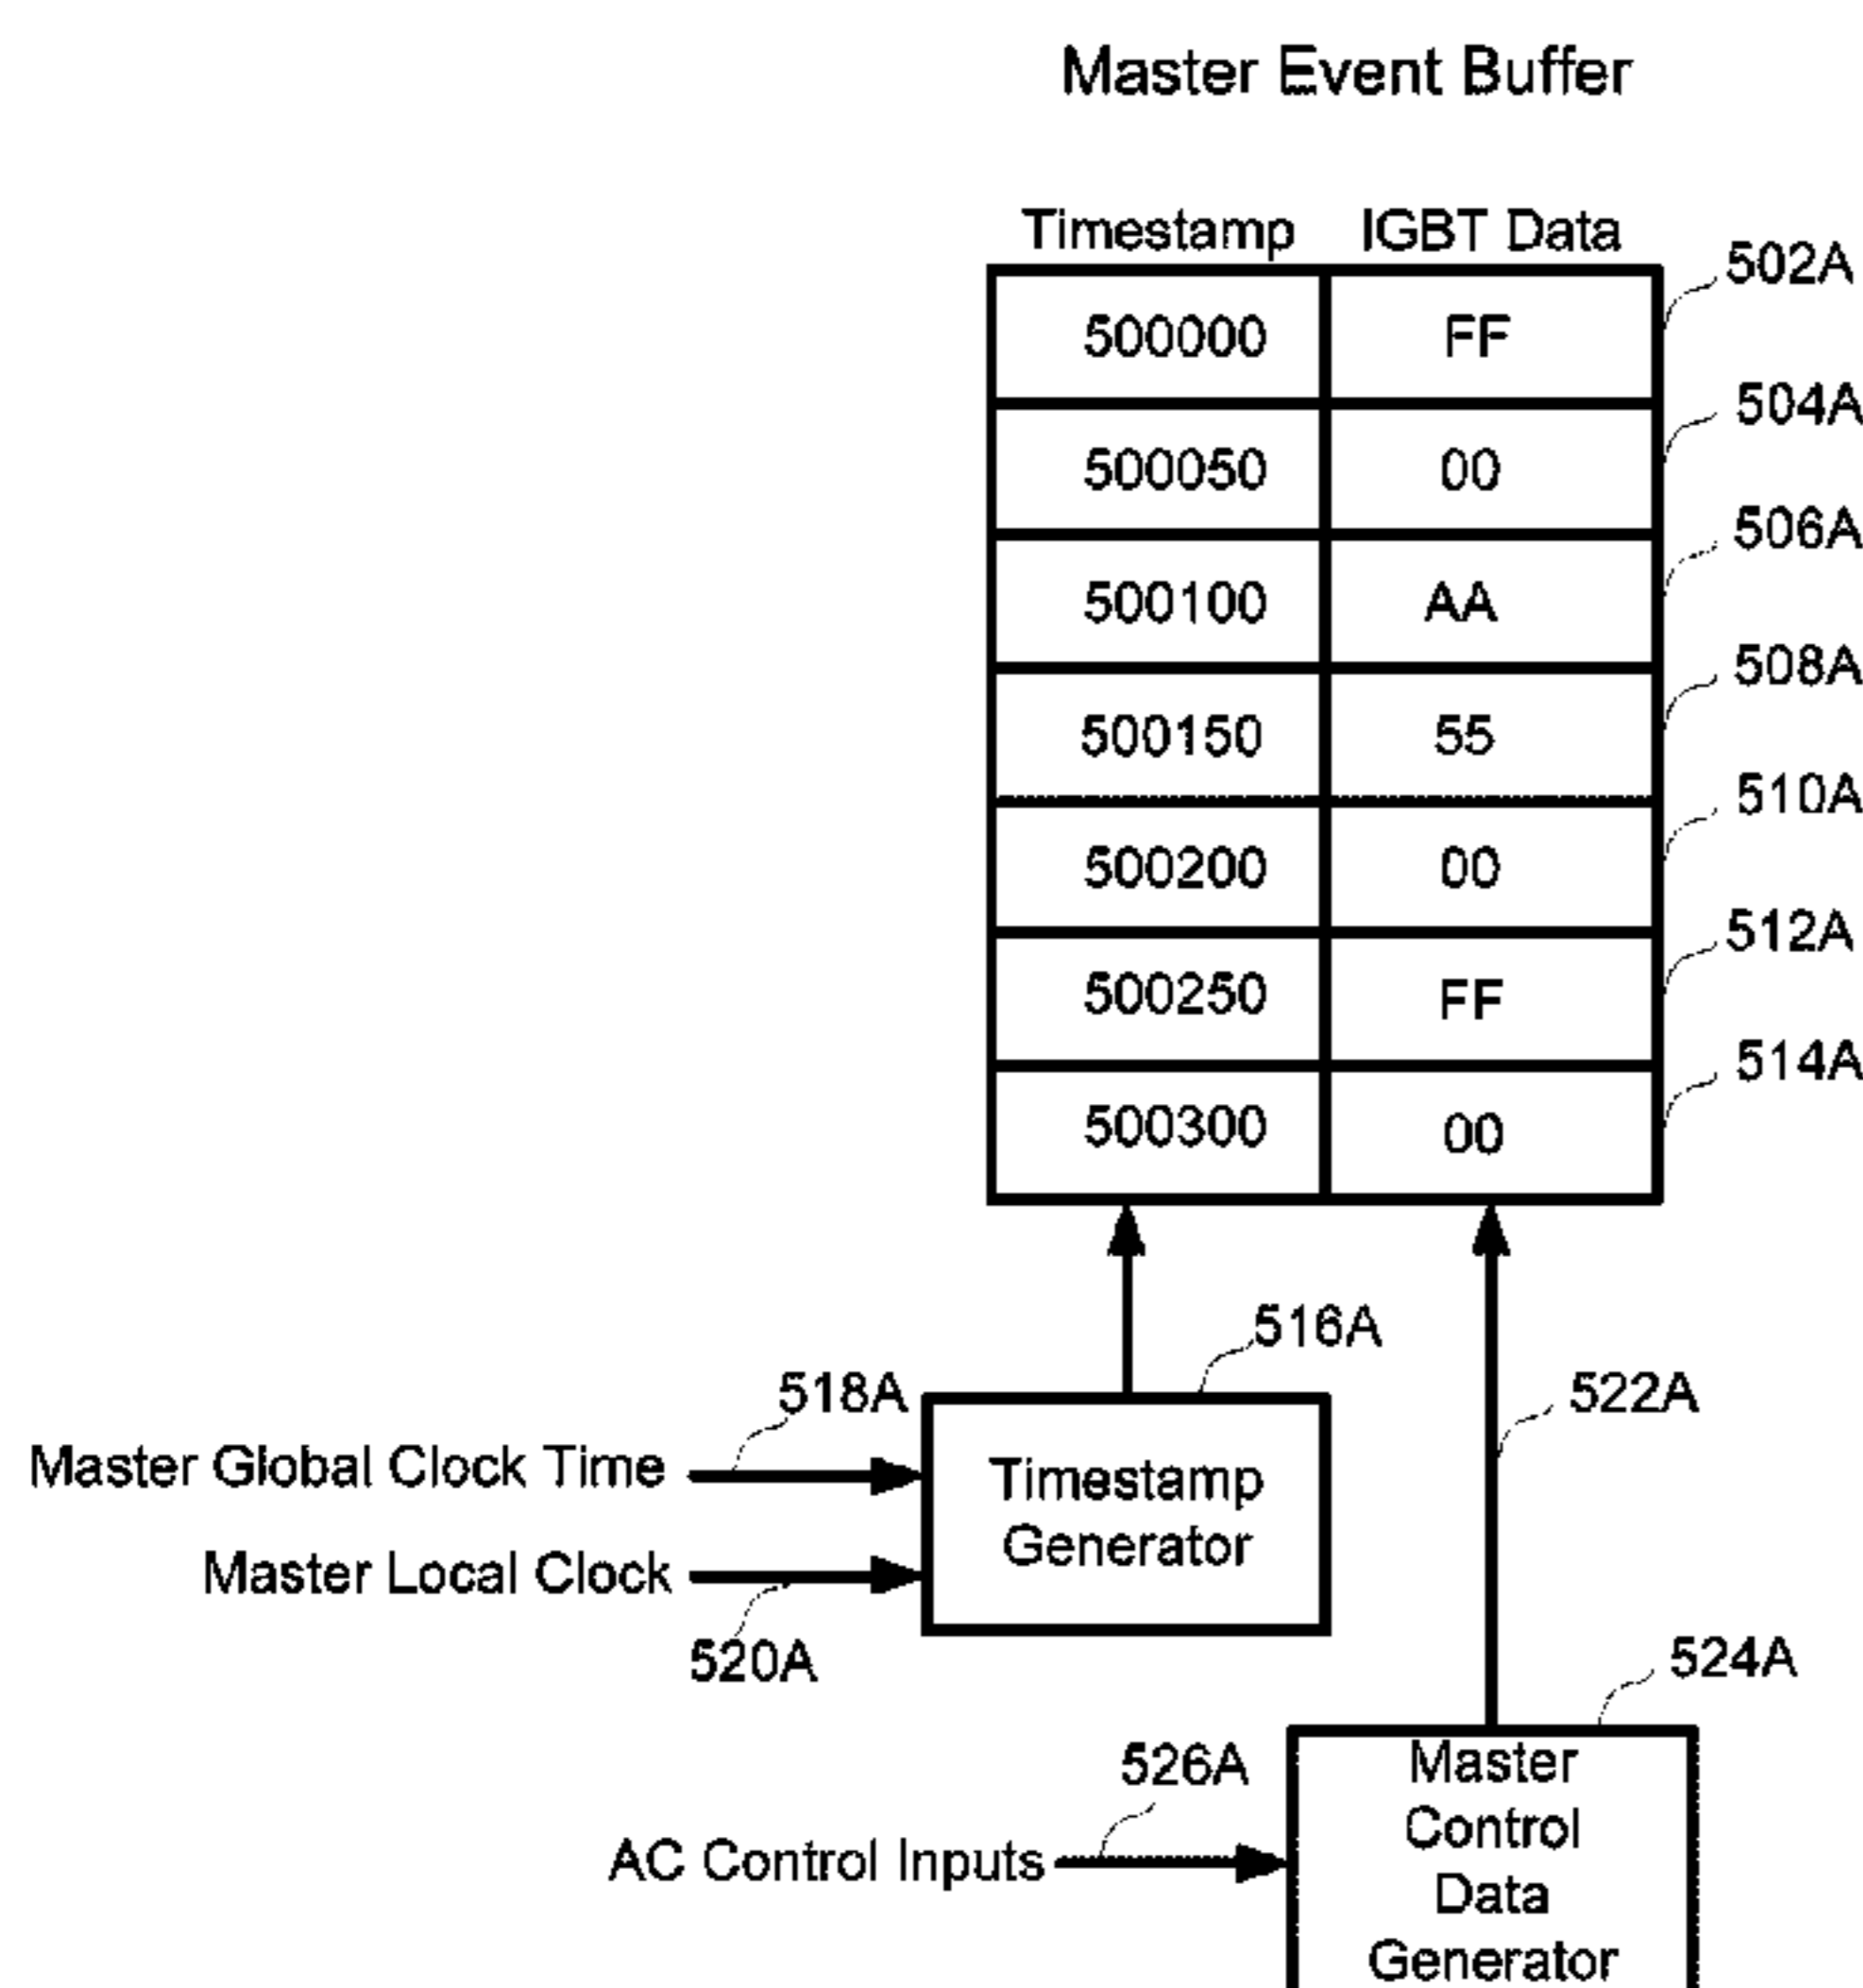 Master Event Buffer
Timestamp IGBT Data
502A
500000 FF
504A
500050 00
506A
500100 AA
508A
500150 55
510A
500200 00
512A
500250 FF
514A
500300 00
516A
518A
522A
Master Global Clock Time
Timestamp
Generator
Master Local Clock
520A
524A
526A
Master
Control
Data
Generator
AC Control Inputs